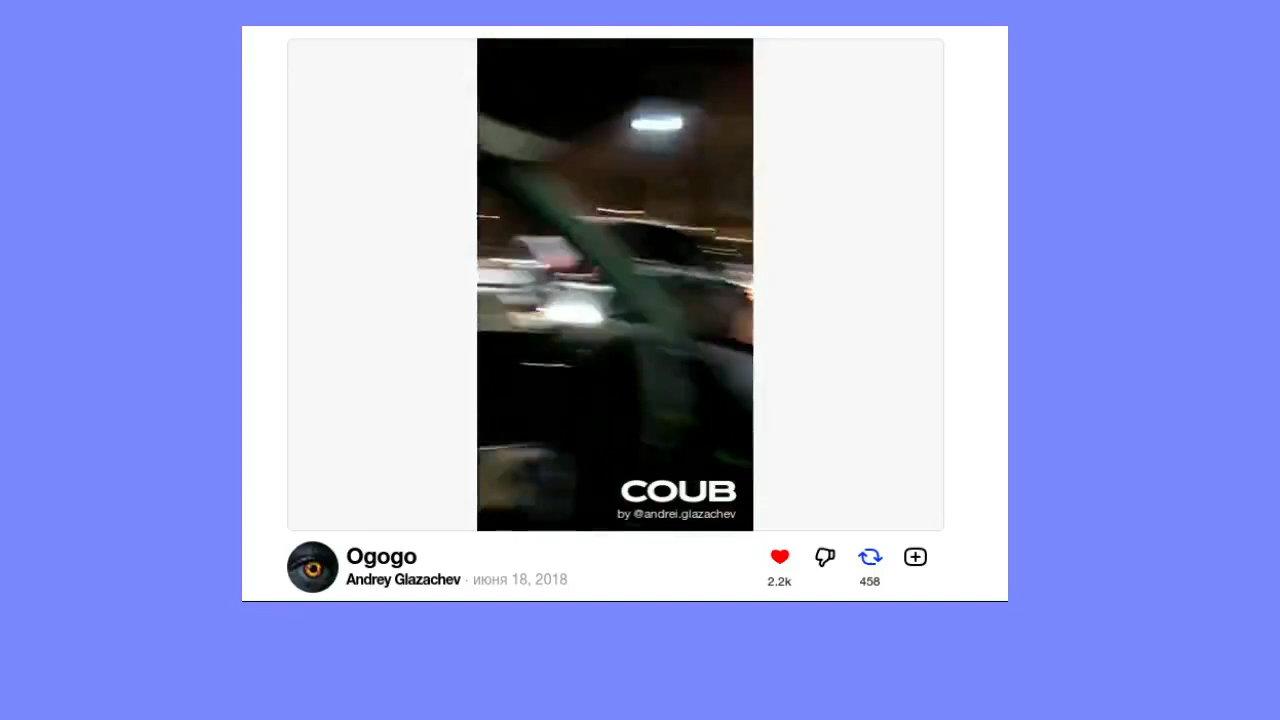 COUB
by @andrei.glazachev
Ogogo
Andrey Glazachev · июня 18, 2018
2.2k
458